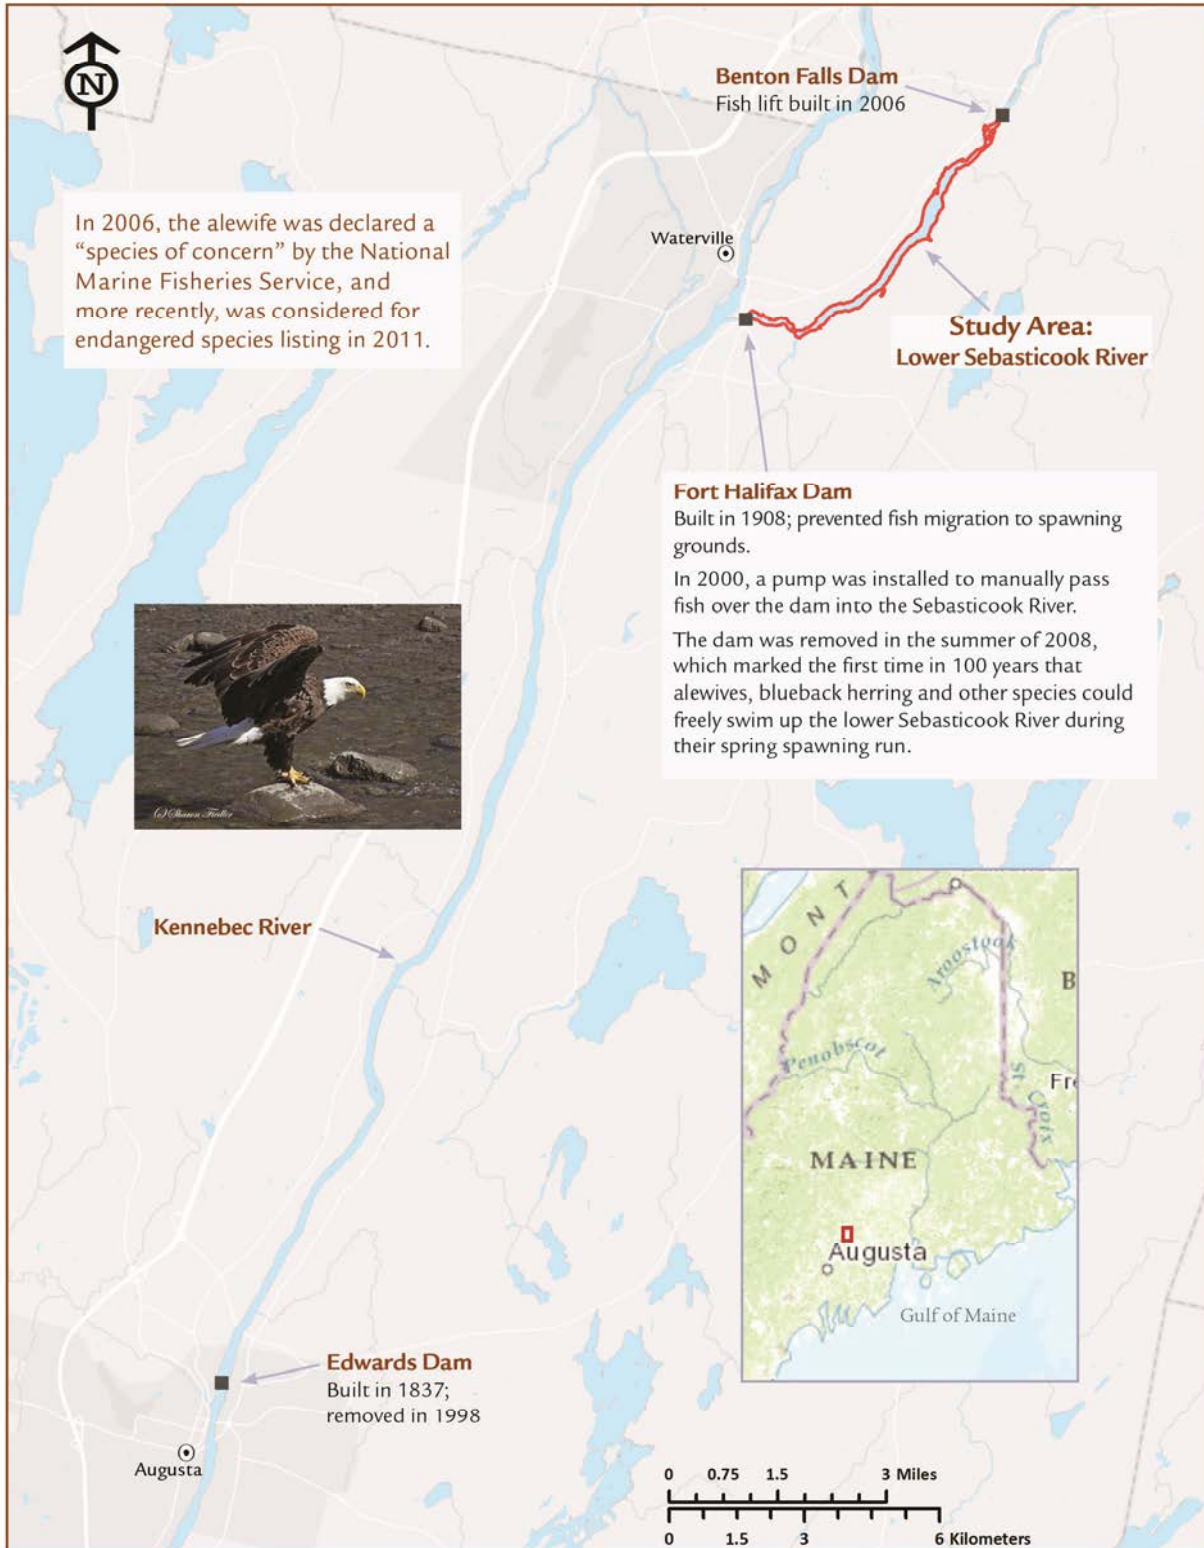 N
Benton Falls Dam
Fish lift built in 2006
In 2006, the alewife was declared a
“species of concern” by the National
Marine Fisheries Service, and
more recently, was considered for
endangered species listing in 2011.
Waterville
Study Area:
Lower Sebasticook River
Fort Halifax Dam
Built in 1908; prevented fish migration to spawning
grounds.
In 2000, a pump was installed to manually pass
fish over the dam into the Sebasticook River.
The dam was removed in the summer of 2008,
which marked the first time in 100 years that
alewives, blueback herring and other species could
freely swim up the lower Sebasticook River during
their spring spawning run.
(c)Sharon Fiedler
Kennebec River
MONT
Aroostook
B
Penobscot
St. Croix
Fre
MAINE
Augusta
Gulf of Maine
Edwards Dam
Built in 1837;
removed in 1998
Augusta
0 0.75 1.5 3 Miles
0 1.5 3 6 Kilometers